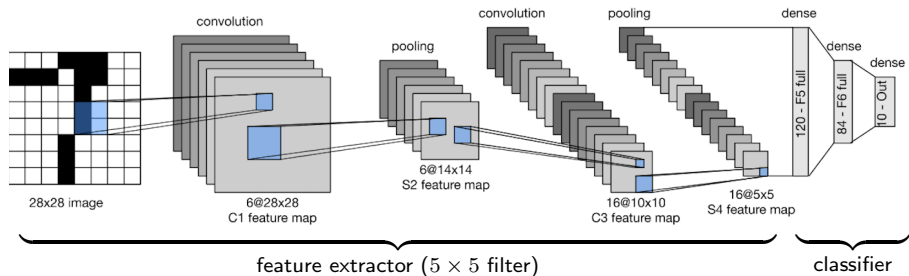 convolution
pooling
convolution
pooling
dense
dense
dense
120 - F5 full
84 - F6 full
10 - Out
28x28 image
6@28x28
C1 feature map
6@14x14
S2 feature map
16@10x10
C3 feature map
16@5x5
S4 feature map
feature extractor (5 × 5 filter)
classifier